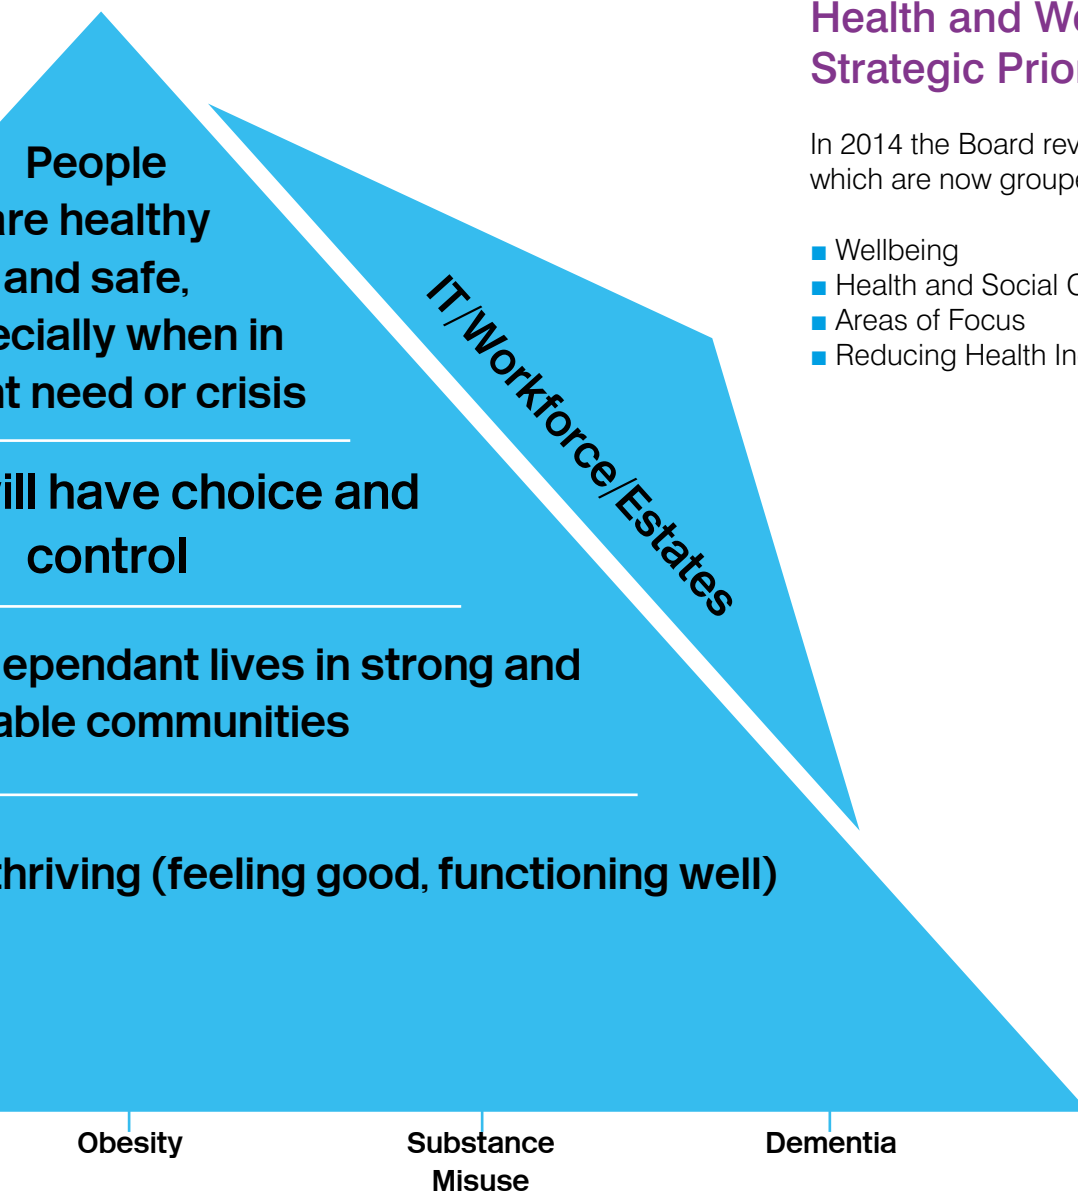 People
are healthy
and safe,
ecially when in
t need or crisis
ill have choice and
control
ependant lives in strong and
able communities
thriving (feeling good, functioning well)
IT/Workforce/Estates
Obesity
Substance
Misuse
Dementia
Health and We
Strategic Prior
In 2014 the Board rev
which are now groupe
■ Wellbeing
■ Health and Social C
■ Areas of Focus
■ Reducing Health In